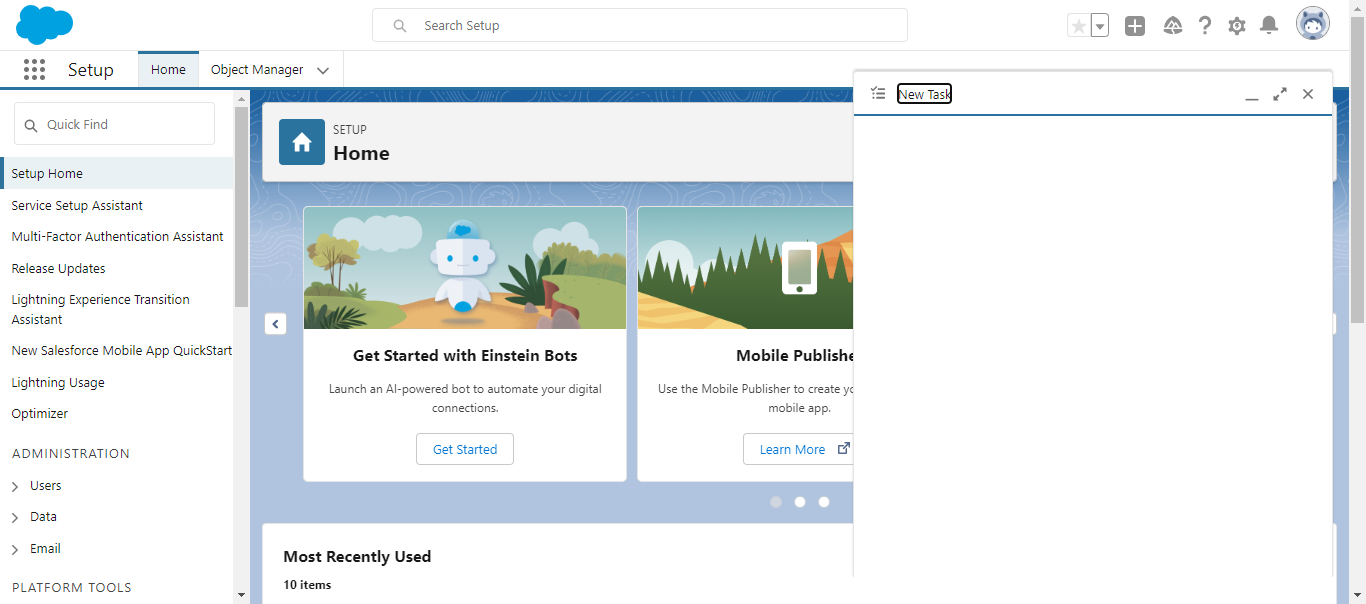 Search Setup
Setup
Home
Object Manager
New Task
Quick Find
Setup Home
Service Setup Assistant
Multi-Factor Authentication Assistant
Release Updates
Lightning Experience Transition
Assistant
New Salesforce Mobile App QuickStart
Lightning Usage
Optimizer
ADMINISTRATION
Users
Data
Email
PLATFORM TOOLS
SETUP
Home
Get Started with Einstein Bots
Launch an AI-powered bot to automate your digital
connections.
Get Started
Mobile Publishe
Use the Mobile Publisher to create yo
mobile app.
Learn More
Most Recently Used
10 items